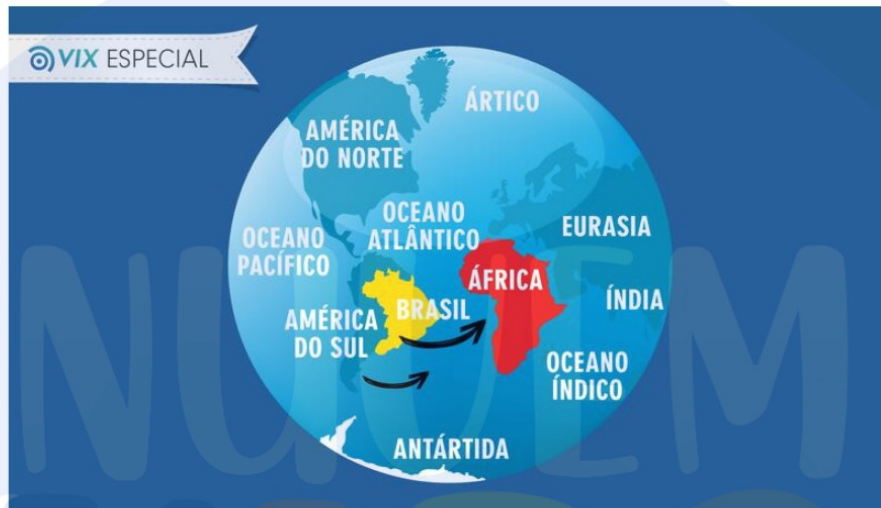 VIX ESPECIAL
ÁRTICO
AMÉRICA
DO NORTE
OCEANO
ATLÂNTICO
EURASIA
OCEANO
PACÍFICO
ÁFRICA
ÍNDIA
BRASIL
AMÉRICA
DO SUL
OCEANO
ÍNDICO
ANTÁRTIDA
NUVEM